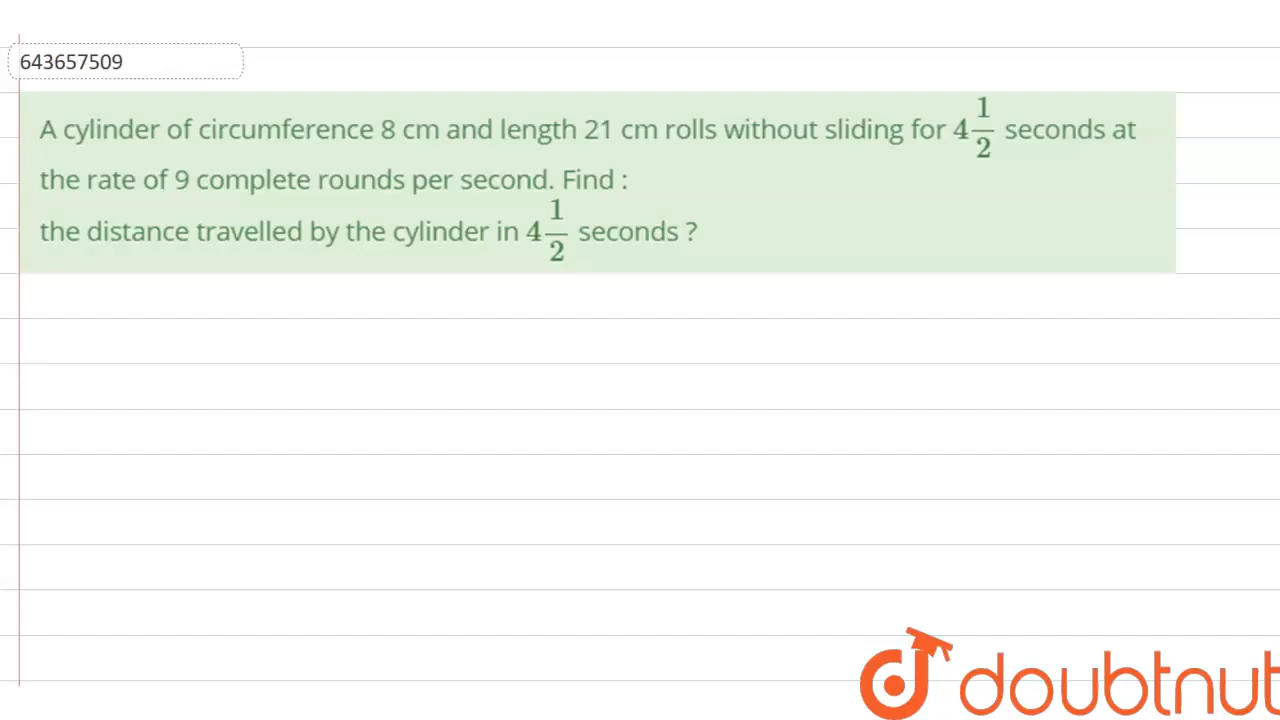 643657509
A cylinder of circumference 8 cm and length 21 cm rolls without sliding for 4 1/2 seconds at
the rate of 9 complete rounds per second. Find :
the distance travelled by the cylinder in 4 1/2 seconds ?
doubtnut